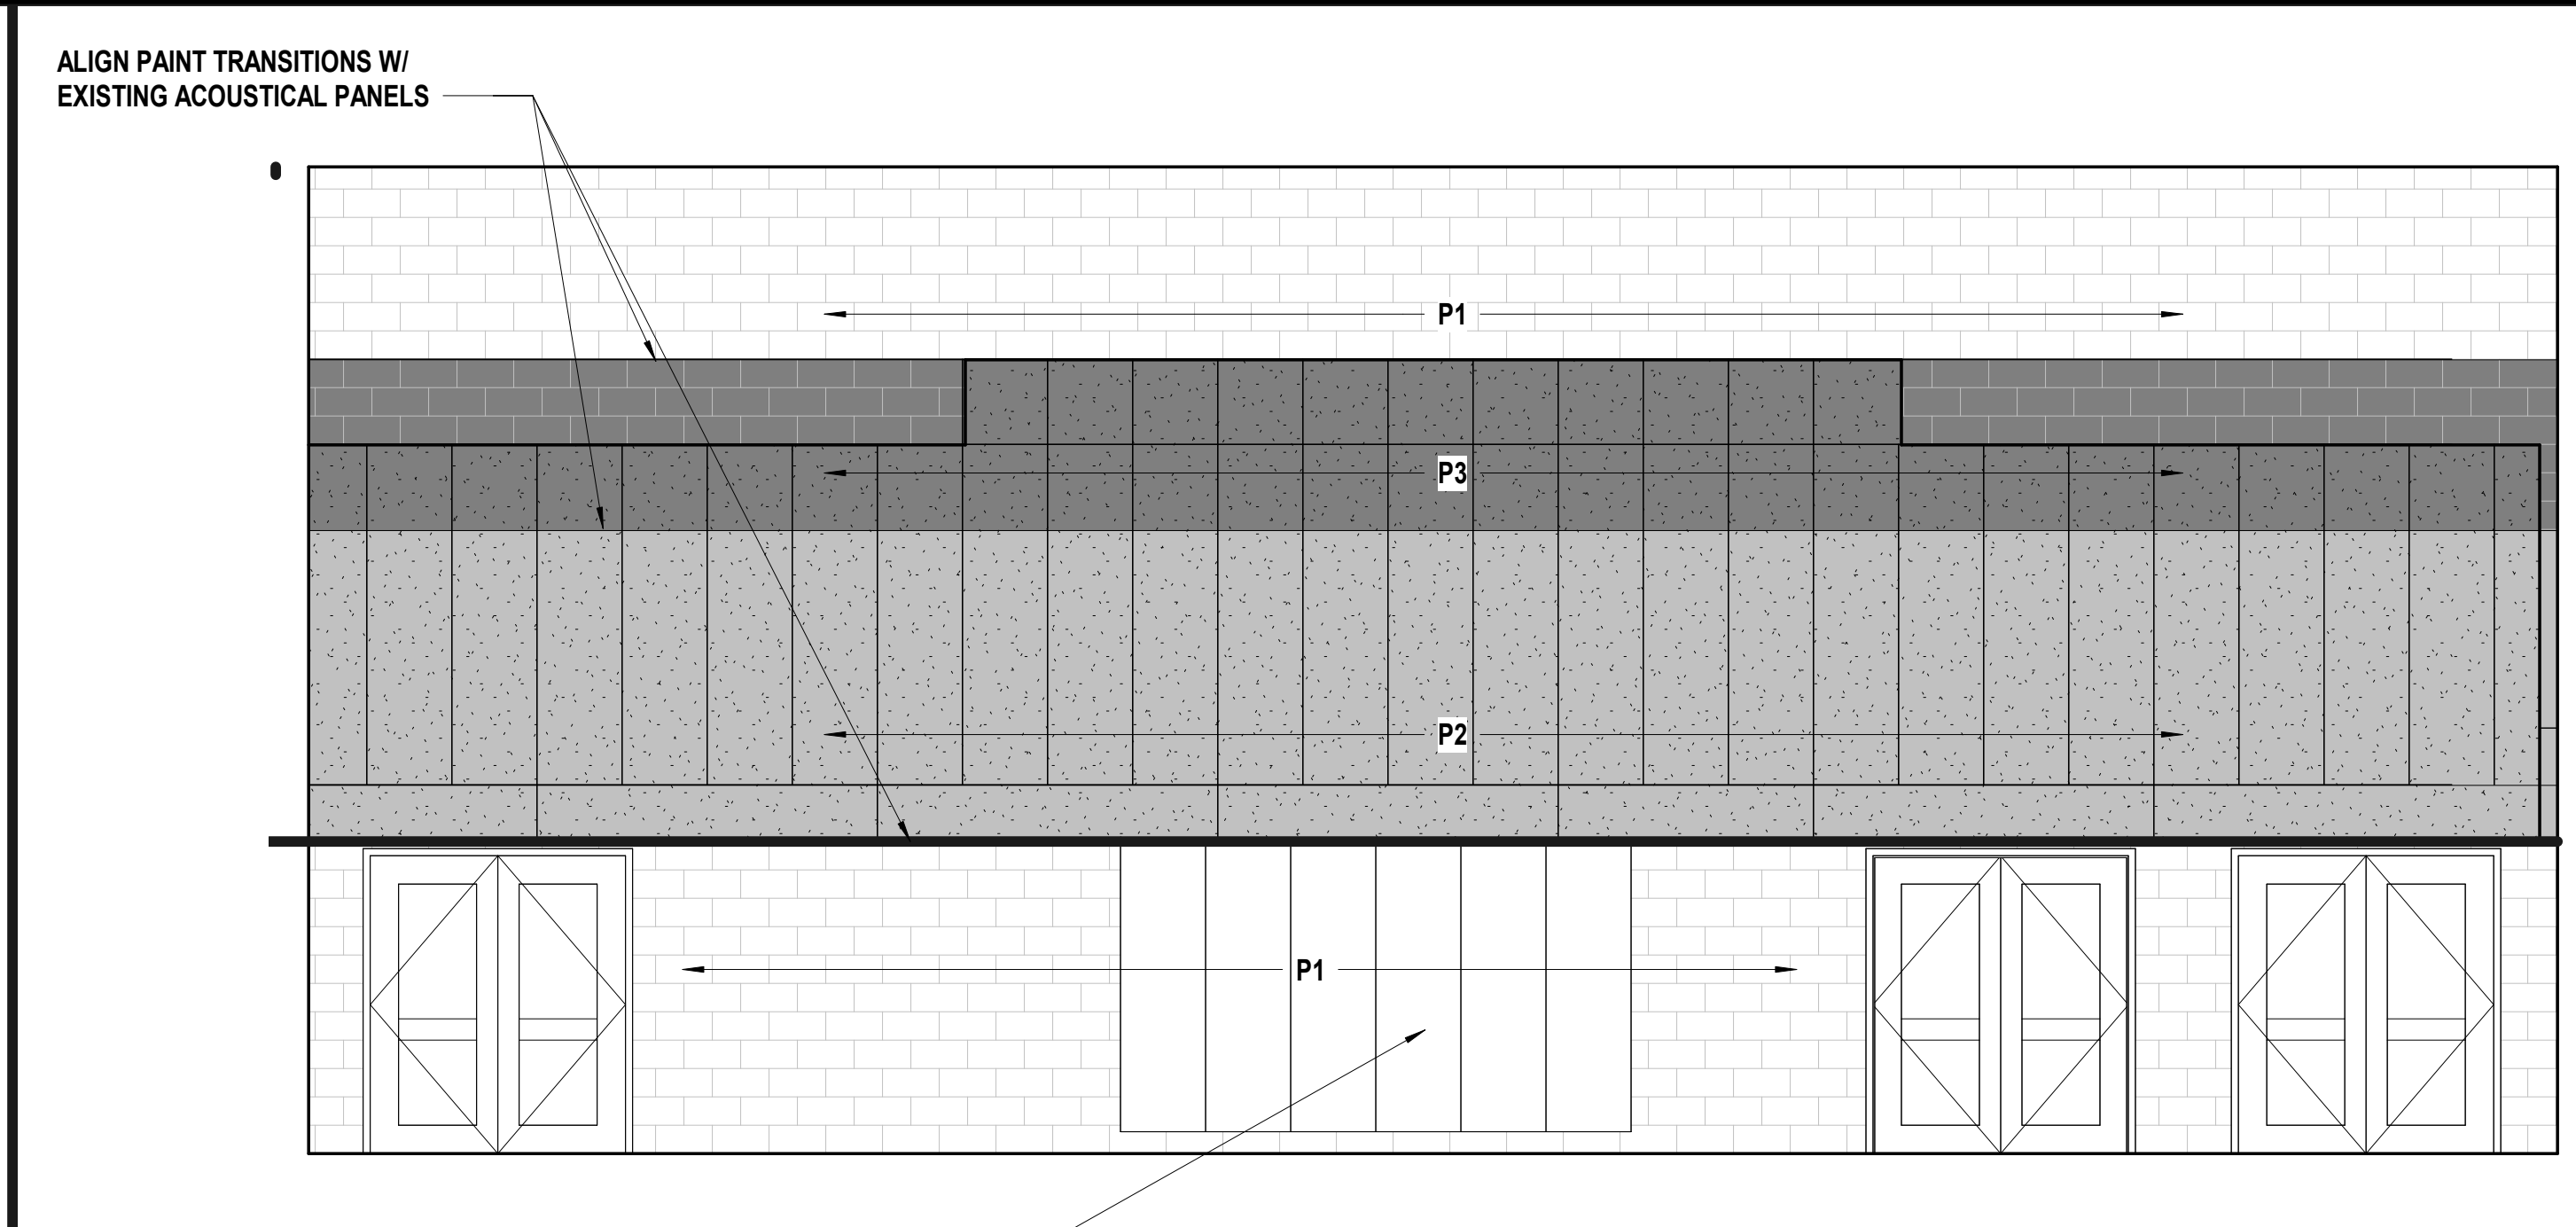 ALIGN PAINT TRANSITIONS W/
EXISTING ACOUSTICAL PANELS
P1
P3
P2
P1